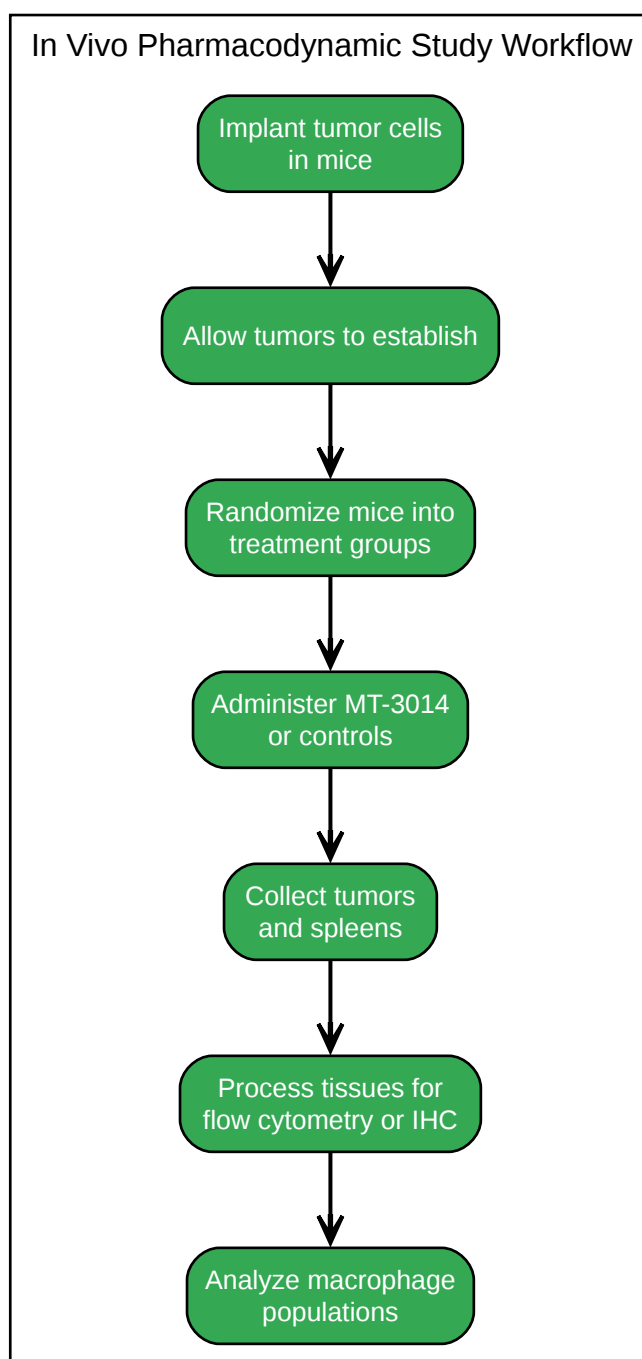 In Vivo Pharmacodynamic Study Workflow
Implant tumor cells
in mice
Allow tumors to establish
Randomize mice into
treatment groups
Administer MT-3014
or controls
Collect tumors
and spleens
Process tissues for
flow cytometry or IHC
Analyze macrophage
populations